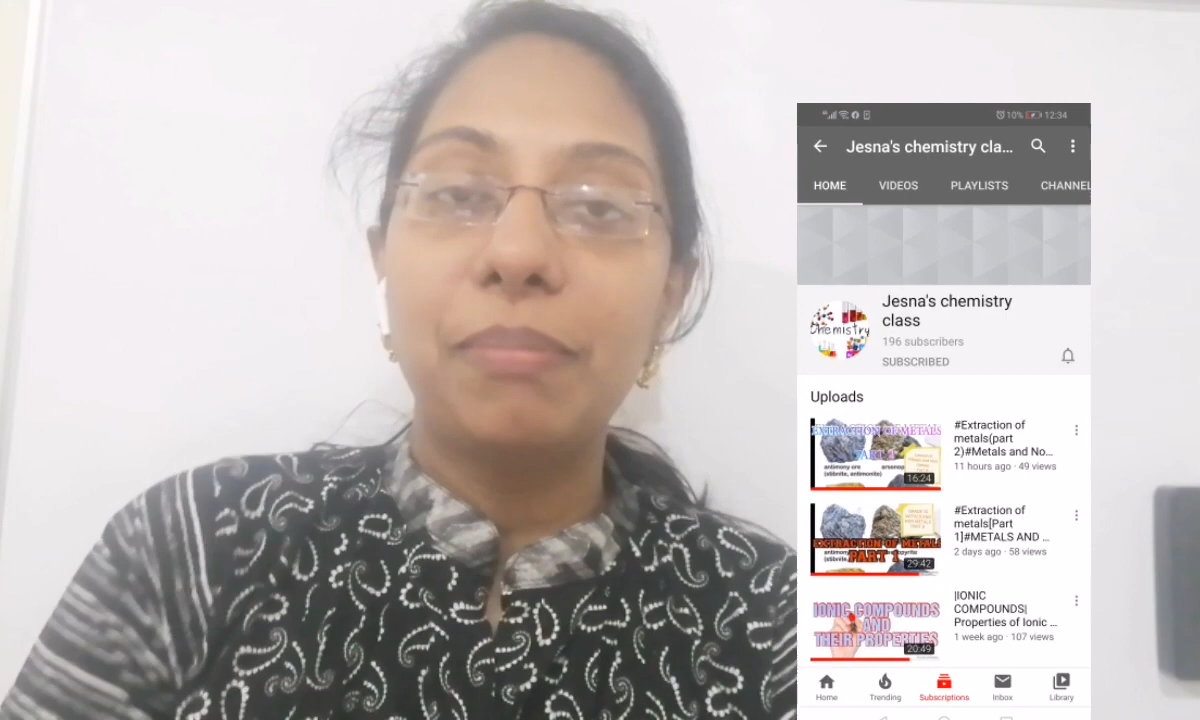 10% 12:34
Jesna's chemistry cla...
HOME VIDEOS PLAYLISTS CHANNEL
Chemistry
Jesna's chemistry
class
196 subscribers
SUBSCRIBED
Uploads
EXTRACTION OF METALS
PART 2
antimony ore
(stibnite, antimonite)
16:24
#Extraction of
metals(part
2)#Metals and No...
11 hours ago · 49 views
EXTRACTION OF METALS
PART 1
29:42
#Extraction of
metals[Part
1]#METALS AND ...
2 days ago · 58 views
IONIC COMPOUNDS
AND
THEIR PROPERTIES
20:49
|IONIC
COMPOUNDS|
Properties of Ionic ...
1 week ago · 107 views
Home Trending Subscriptions Inbox Library